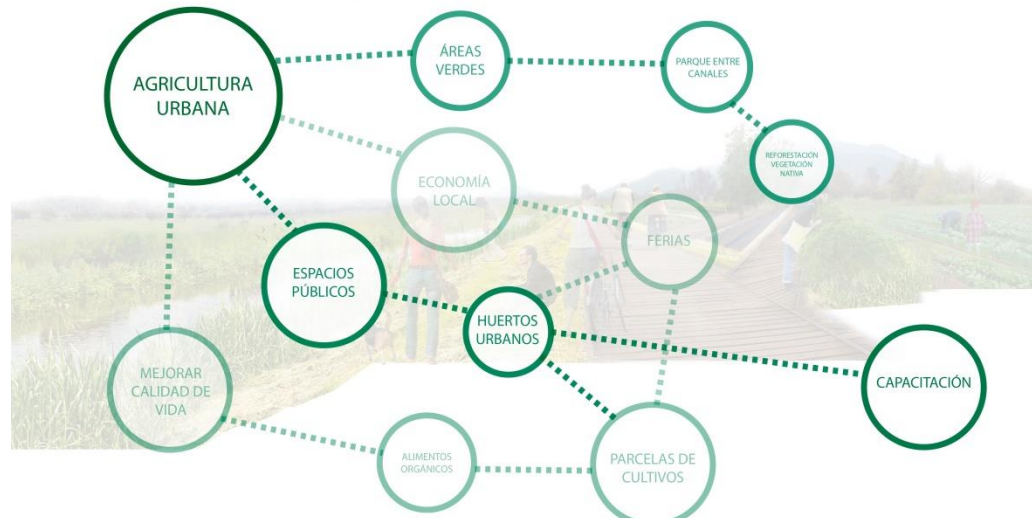 AGRICULTURA
URBANA
ÁREAS
VERDES
PARQUE ENTRE
CANALES
REFORESTACIÓN
VEGETACIÓN
NATIVA
ECONOMÍA
LOCAL
FERIAS
ESPACIOS
PÚBLICOS
HUERTOS
URBANOS
CAPACITACIÓN
MEJORAR
CALIDAD DE
VIDA
ALIMENTOS
ORGÁNICOS
PARCELAS DE
CULTIVOS